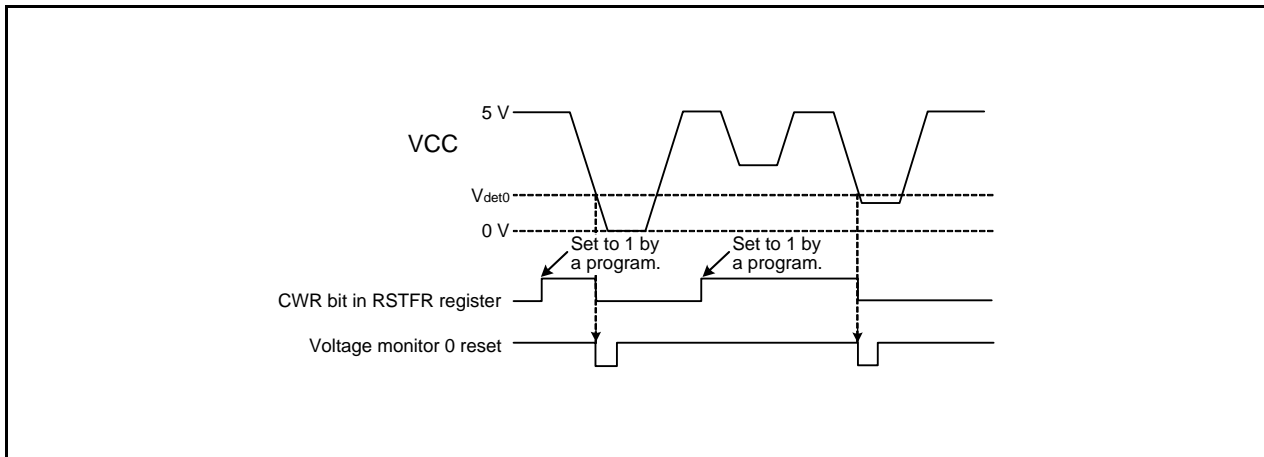 5 V
VCC
Vdet0
0 V
Set to 1 by
a program.
Set to 1 by
a program.
CWR bit in RSTFR register
Voltage monitor 0 reset